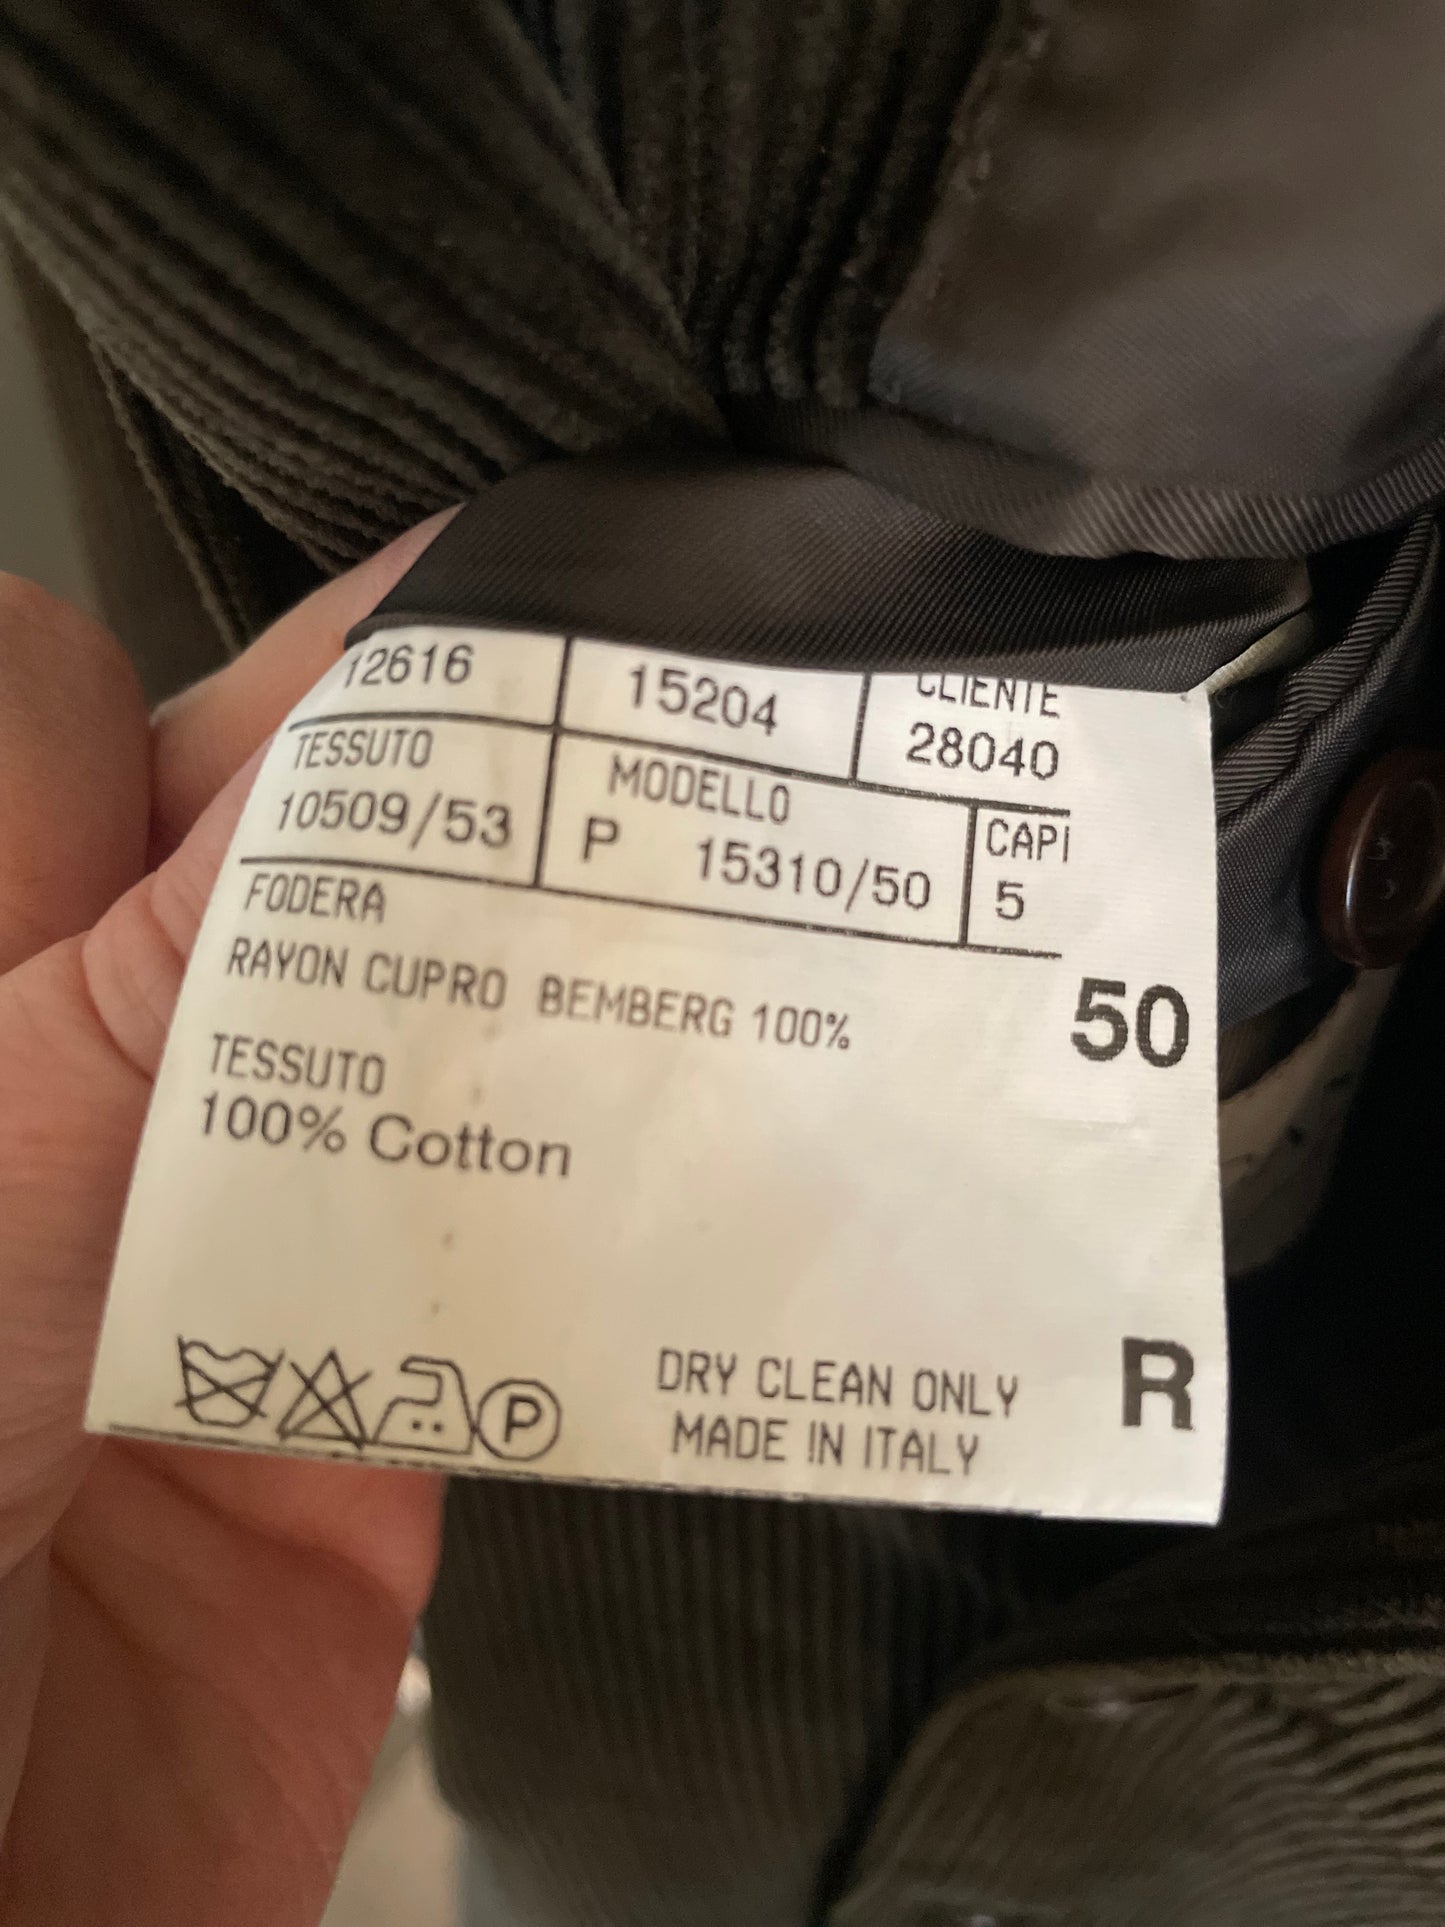 12616 15204 CLIENTE
28040
TESSUTO MODELLO CAPI
10509/53 P 15310/50 5
FODERA
RAYON CUPRO BEMBERG 100%
50
TESSUTO
100% Cotton
P DRY CLEAN ONLY R
MADE IN ITALY